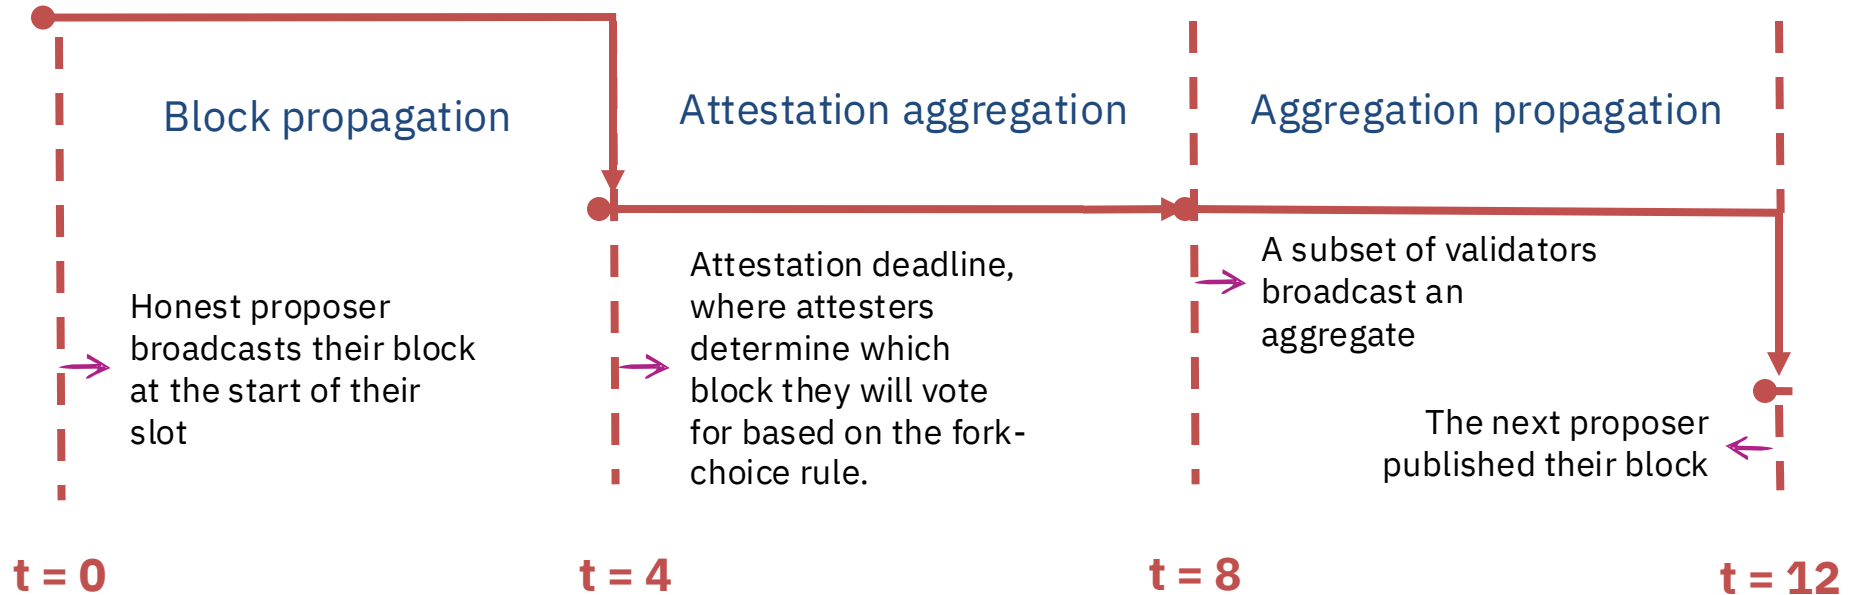 Block propagation
Attestation aggregation
Aggregation propagation
Honest proposer
broadcasts their block
at the start of their
slot
Attestation deadline,
where attesters
determine which
block they will vote
for based on the fork-
choice rule.
A subset of validators
broadcast an
aggregate
The next proposer
published their block
t = 0
t = 4
t = 8
t = 12